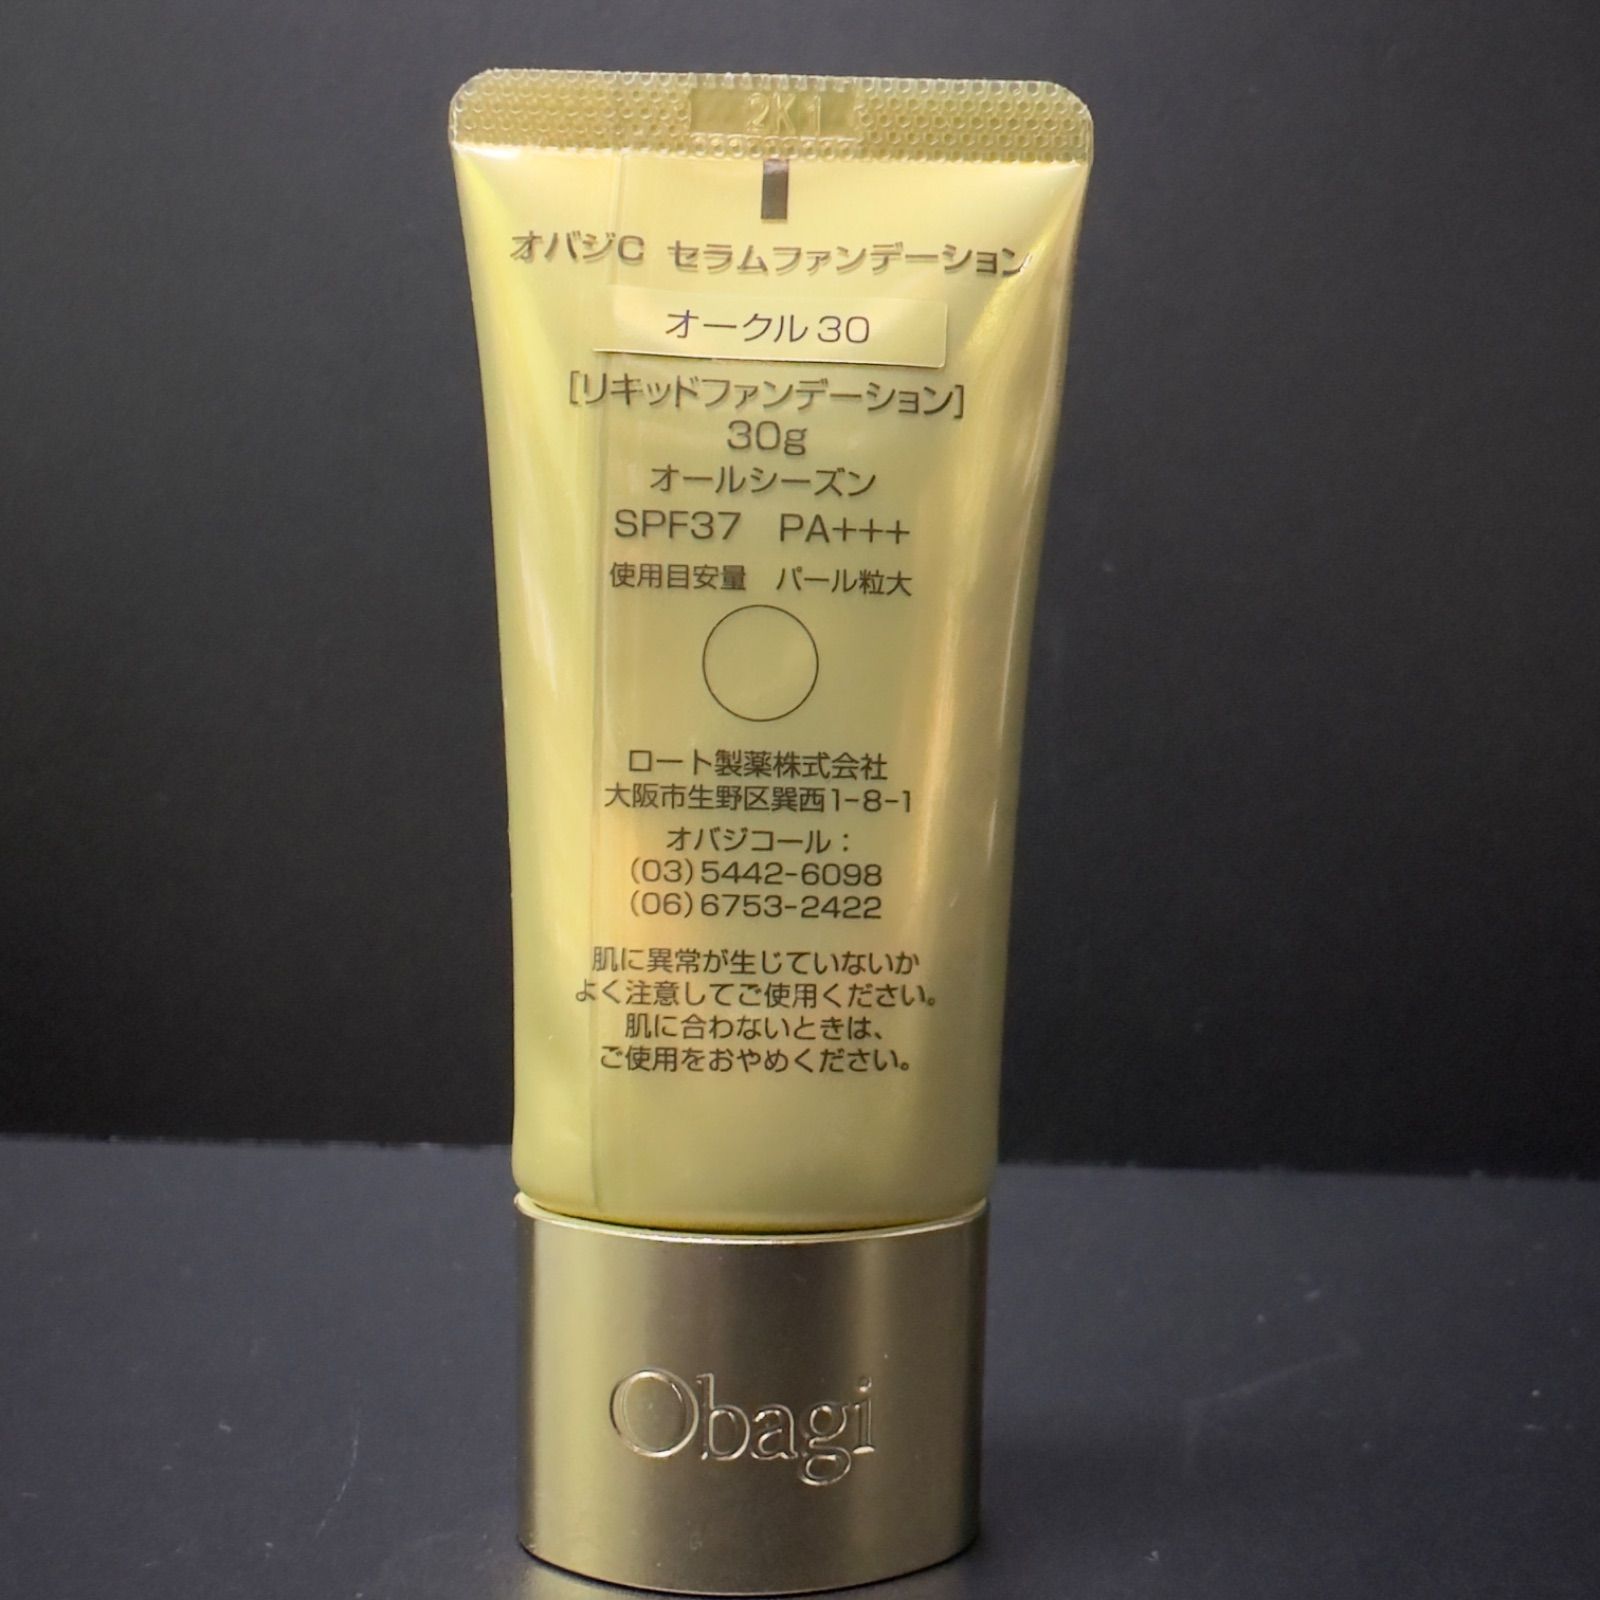 2K1
オバジC セラムファンデーション
オークル30
[リキッドファンデーション]
30g
オールシーズン
SPF37 PA+++
使用目安量 パール粒大
ロート製薬株式会社
大阪市生野区巽西1-8-1
オバジコール：
(03)5442-6098
(06)6753-2422
肌に異常が生じていないか
よく注意してご使用ください。
肌に合わないときは、
ご使用をおやめください。
Obagi